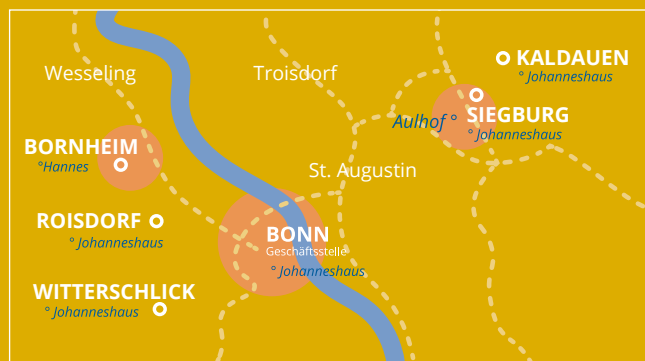 KALDAUEN
° Johanneshaus
Wesseling
Troisdorf
SIEGBURG
Aulhof °
° Johanneshaus
BORNHEIM
°Hannes
St. Augustin
ROISDORF
° Johanneshaus
BONN
Geschäftsstelle
° Johanneshaus
WITTERSCHLICK
° Johanneshaus